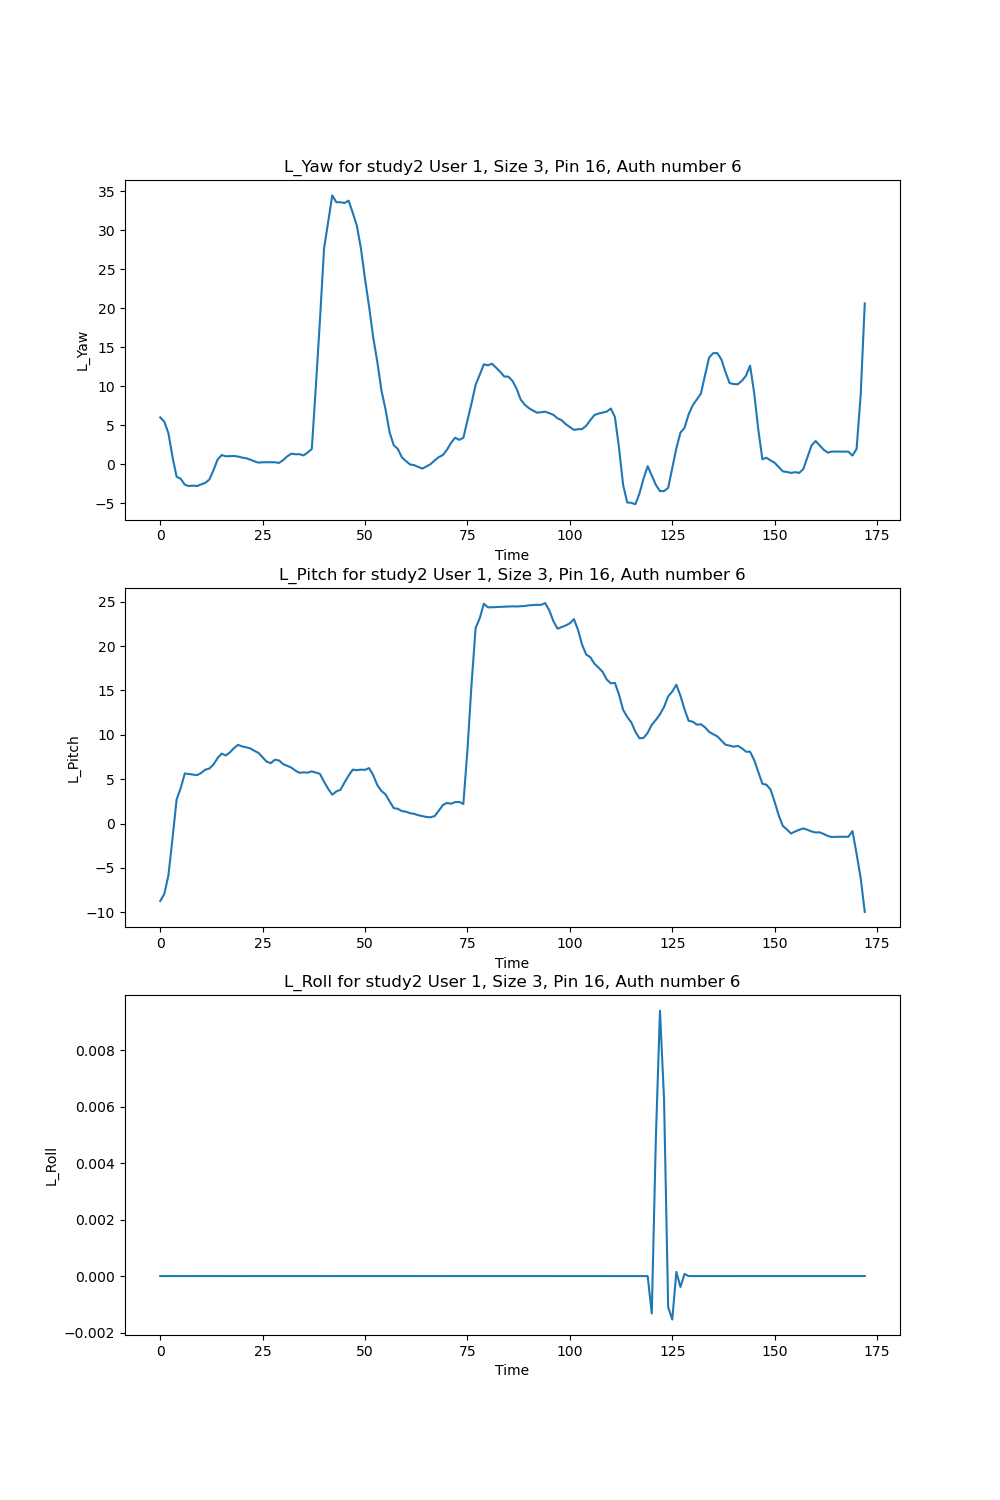 L_Yaw for study2 User 1, Size 3, Pin 16, Auth number 6
35
30
25
20
15
10
5
0
−5
L_Yaw
0 25 50 75 100 125 150 175
Time
L_Pitch for study2 User 1, Size 3, Pin 16, Auth number 6
25
20
15
10
5
0
−5
−10
L_Pitch
0 25 50 75 100 125 150 175
Time
L_Roll for study2 User 1, Size 3, Pin 16, Auth number 6
0.008
0.006
0.004
0.002
0.000
−0.002
L_Roll
0 25 50 75 100 125 150 175
Time